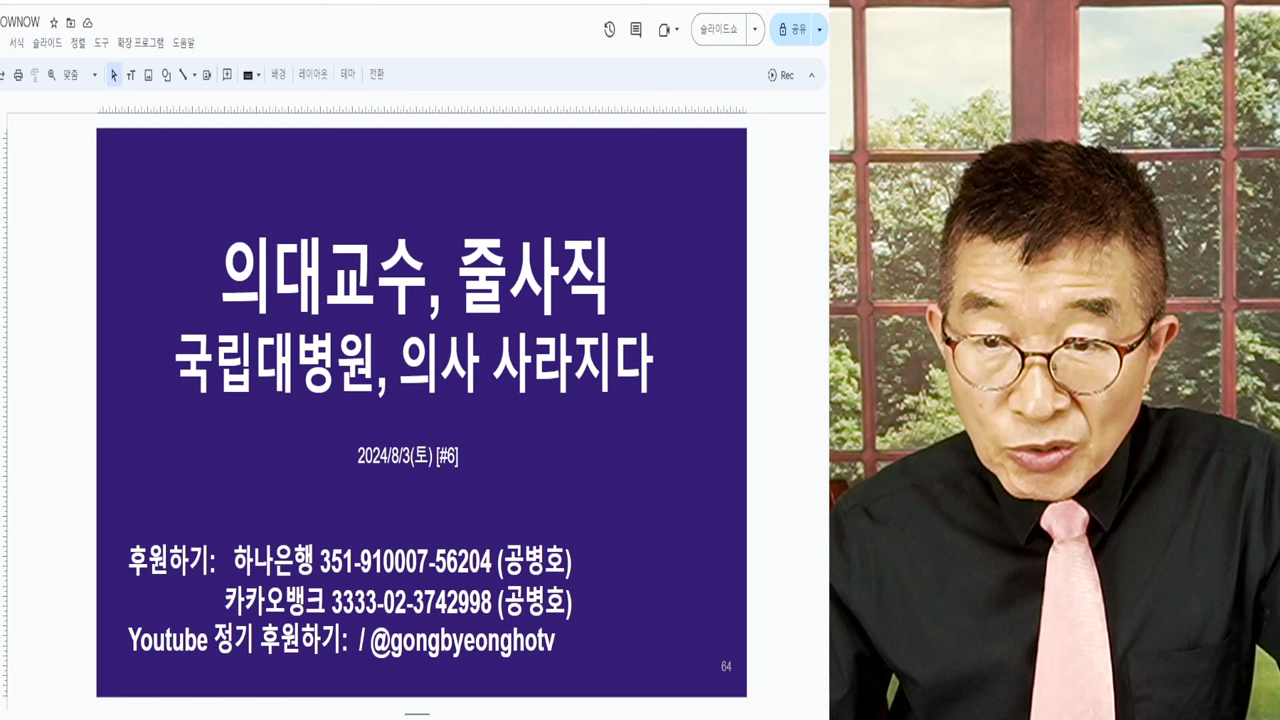 OWNOW
서식 슬라이드 정렬 도구 확장 프로그램 도움말
슬라이드쇼
공유
맞춤
배경 레이아웃 테마 전환
Rec
의대교수, 줄사직
국립대병원, 의사 사라지다
2024/8/3(토) [#6]
후원하기: 하나은행 351-910007-56204 (공병호)
카카오뱅크 3333-02-3742998 (공병호)
Youtube 정기 후원하기: / @gongbyeonghotv
64